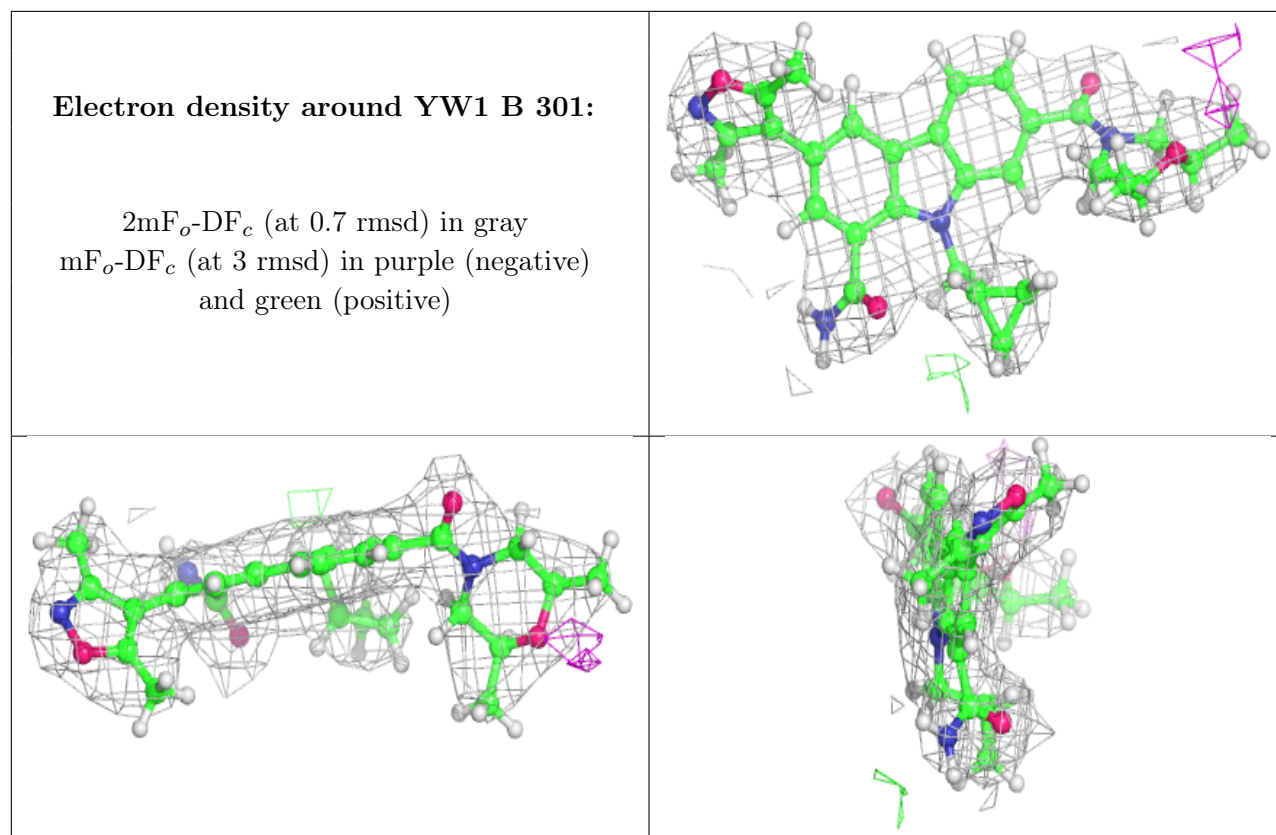 Electron density around YW1 B 301:
2mFo-DFc (at 0.7 rmsd) in gray
mFo-DFc (at 3 rmsd) in purple (negative)
and green (positive)